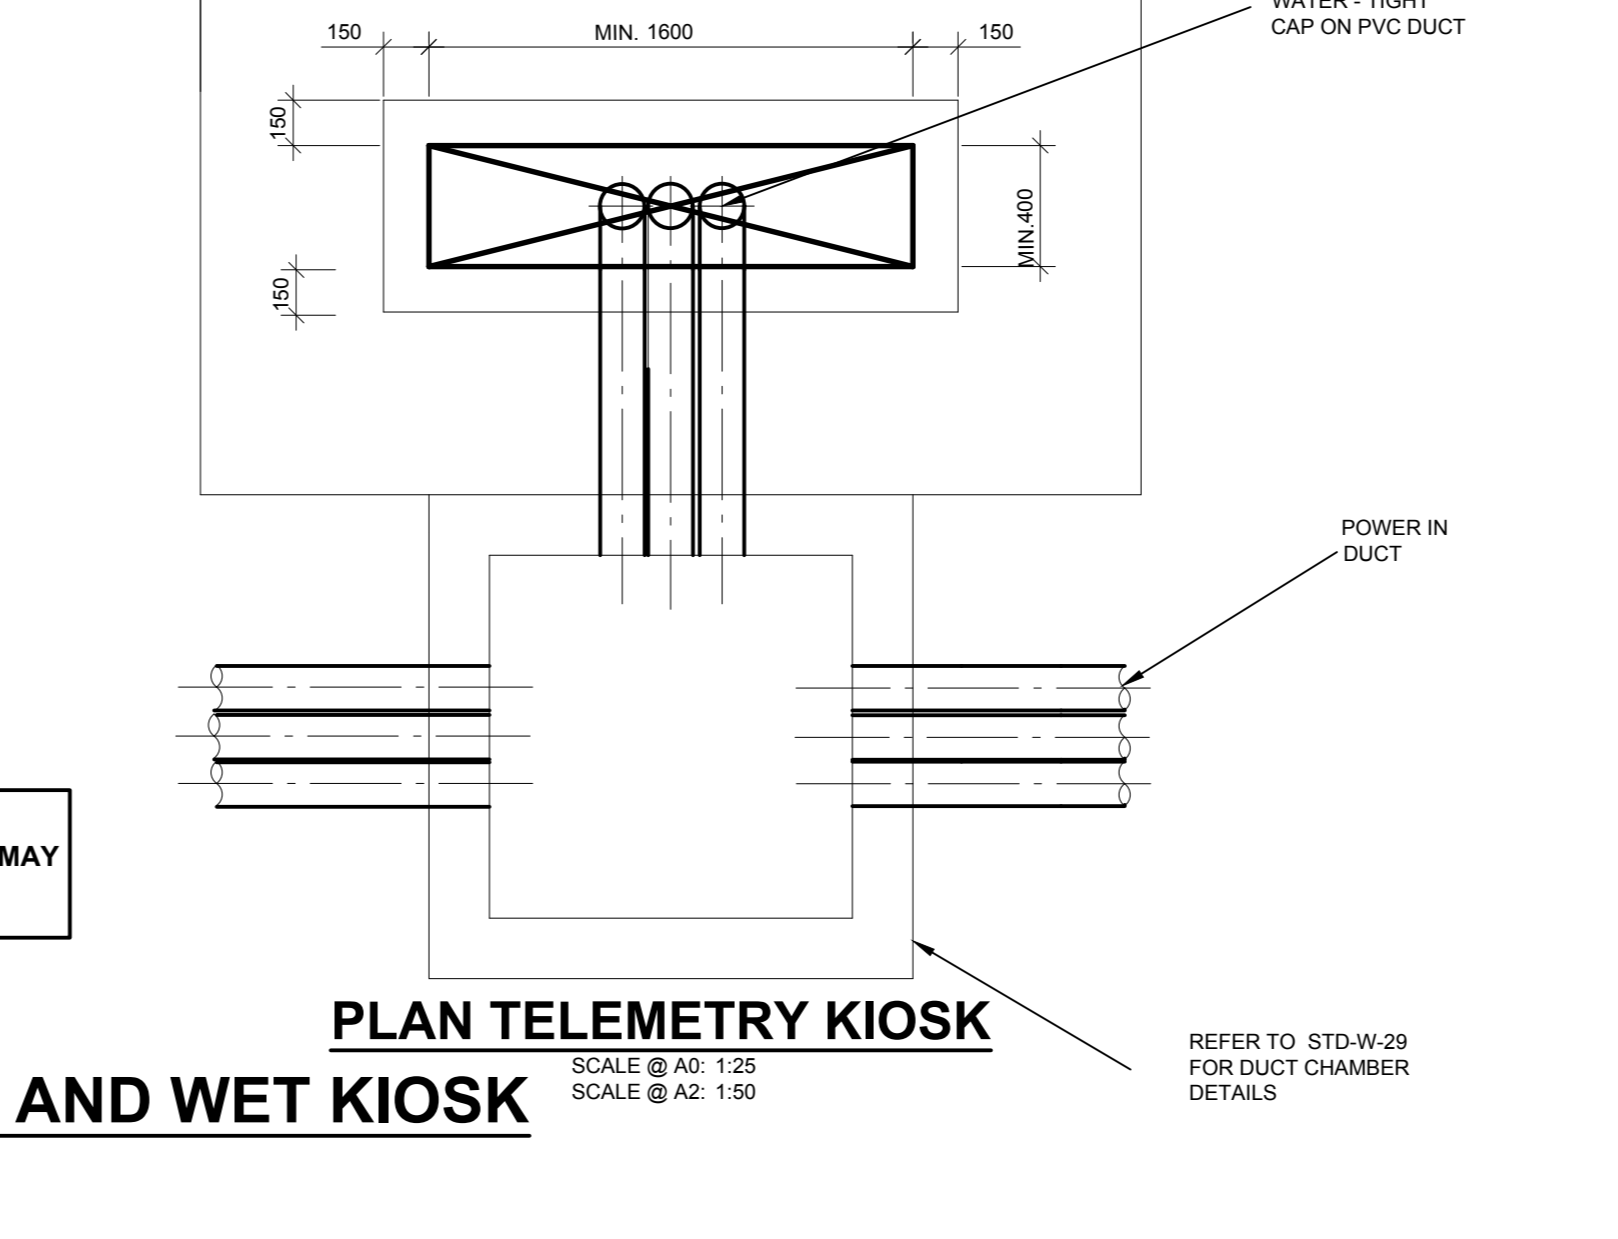 WATER - TIGHT
CAP ON PVC DUCT
150
MIN. 1600
150
150
MIN.400
150
POWER IN
DUCT
MAY
PLAN TELEMETRY KIOSK
SCALE @ A0: 1:25
SCALE @ A2: 1:50
AND WET KIOSK
REFER TO STD-W-29
FOR DUCT CHAMBER
DETAILS